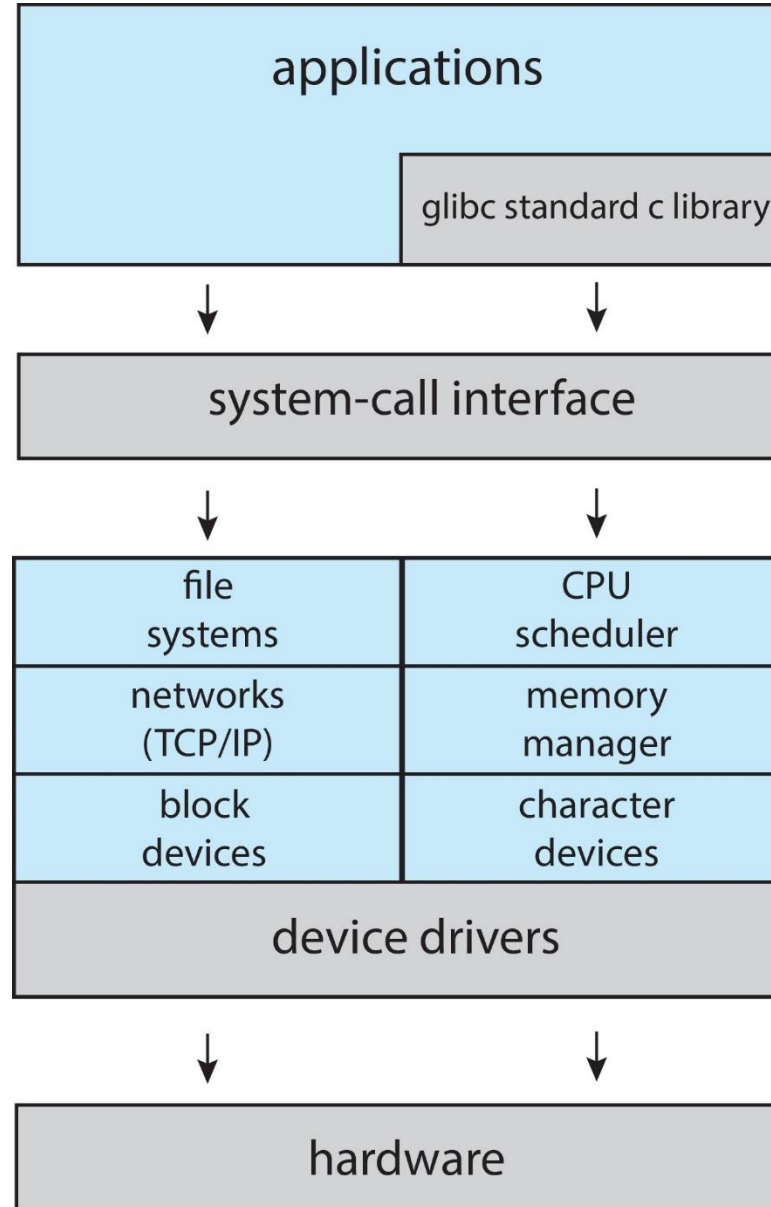 applications
glibc standard c library
system-call interface
file
systems
CPU
scheduler
networks
(TCP/IP)
memory
manager
block
devices
character
devices
device drivers
hardware